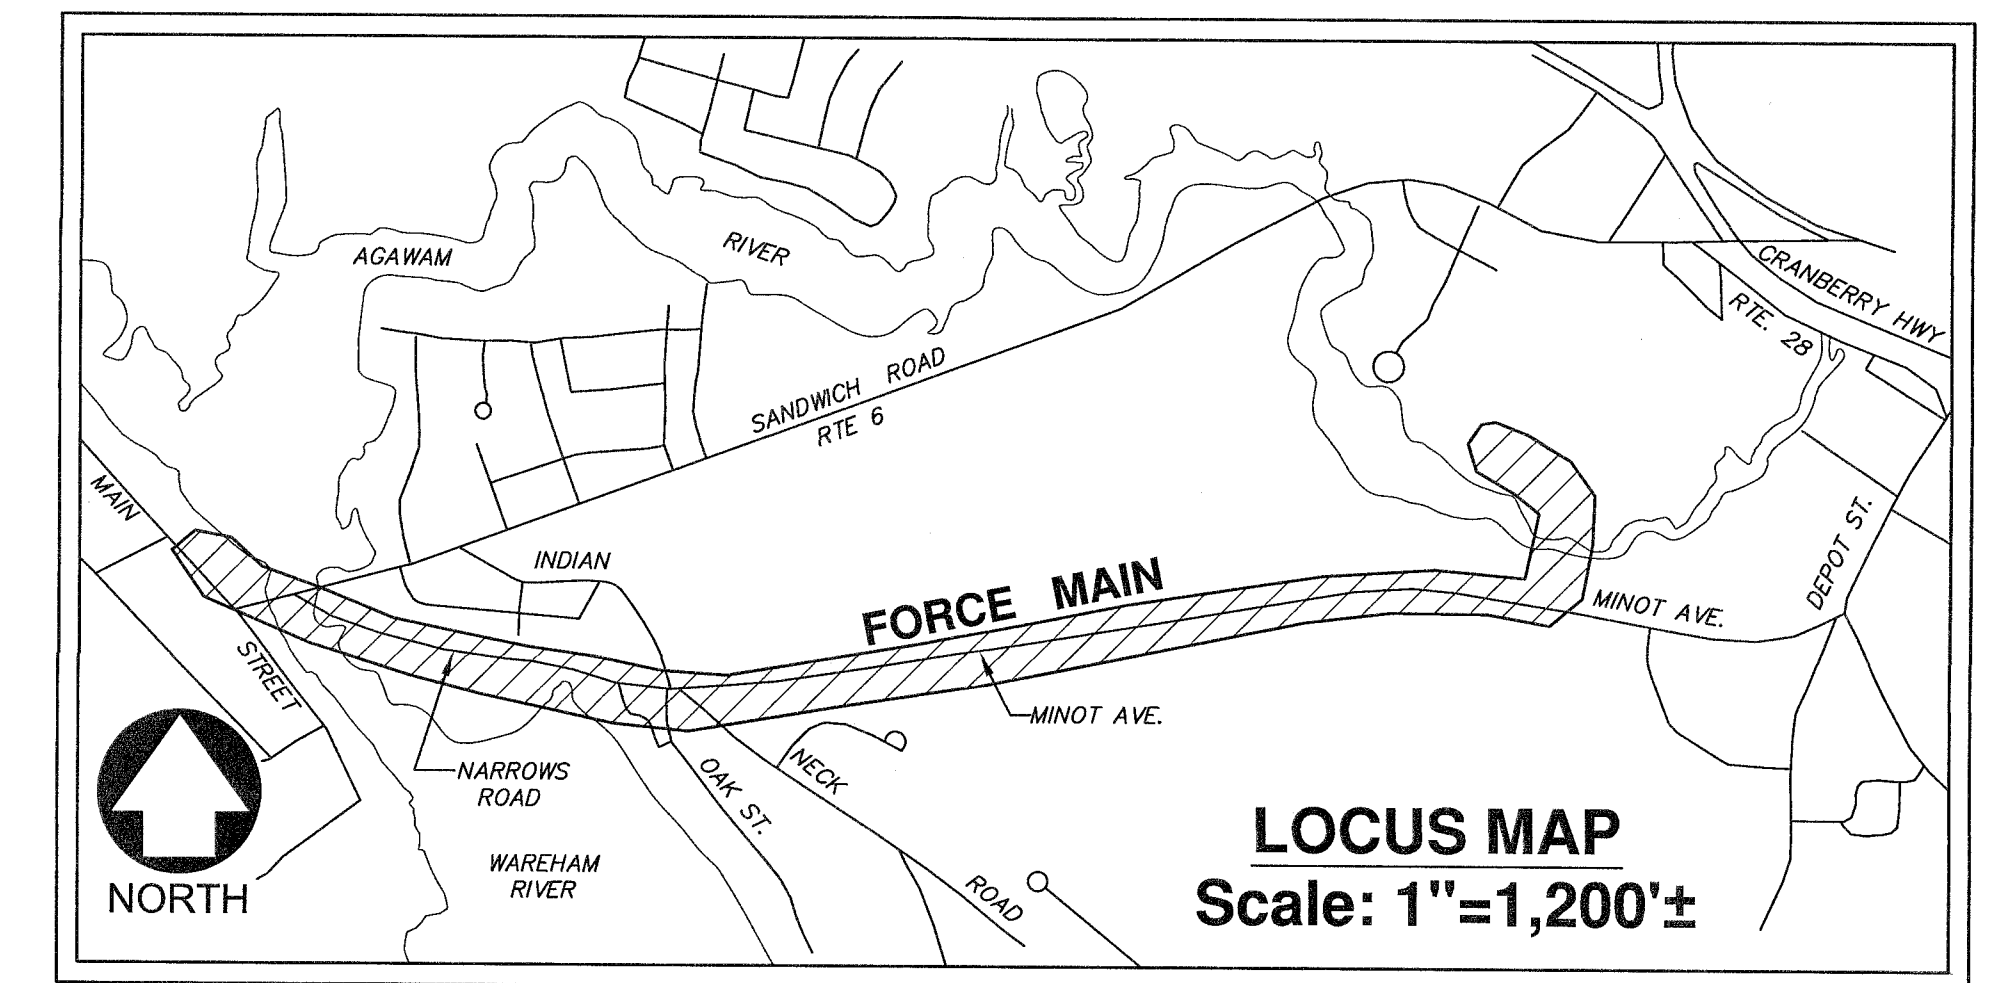 AGAWAM
RIVER
CRANBERRY HWY
RTE. 28
SANDWICH ROAD
RTE 6
MAIN
STREET
INDIAN
FORCE MAIN
MINOT AVE.
DEPOT ST.
MINOT AVE.
NARROWS
ROAD
OAK ST.
NECK
ROAD
WAREHAM
RIVER
NORTH
LOCUS MAP
Scale: 1"=1,200'±